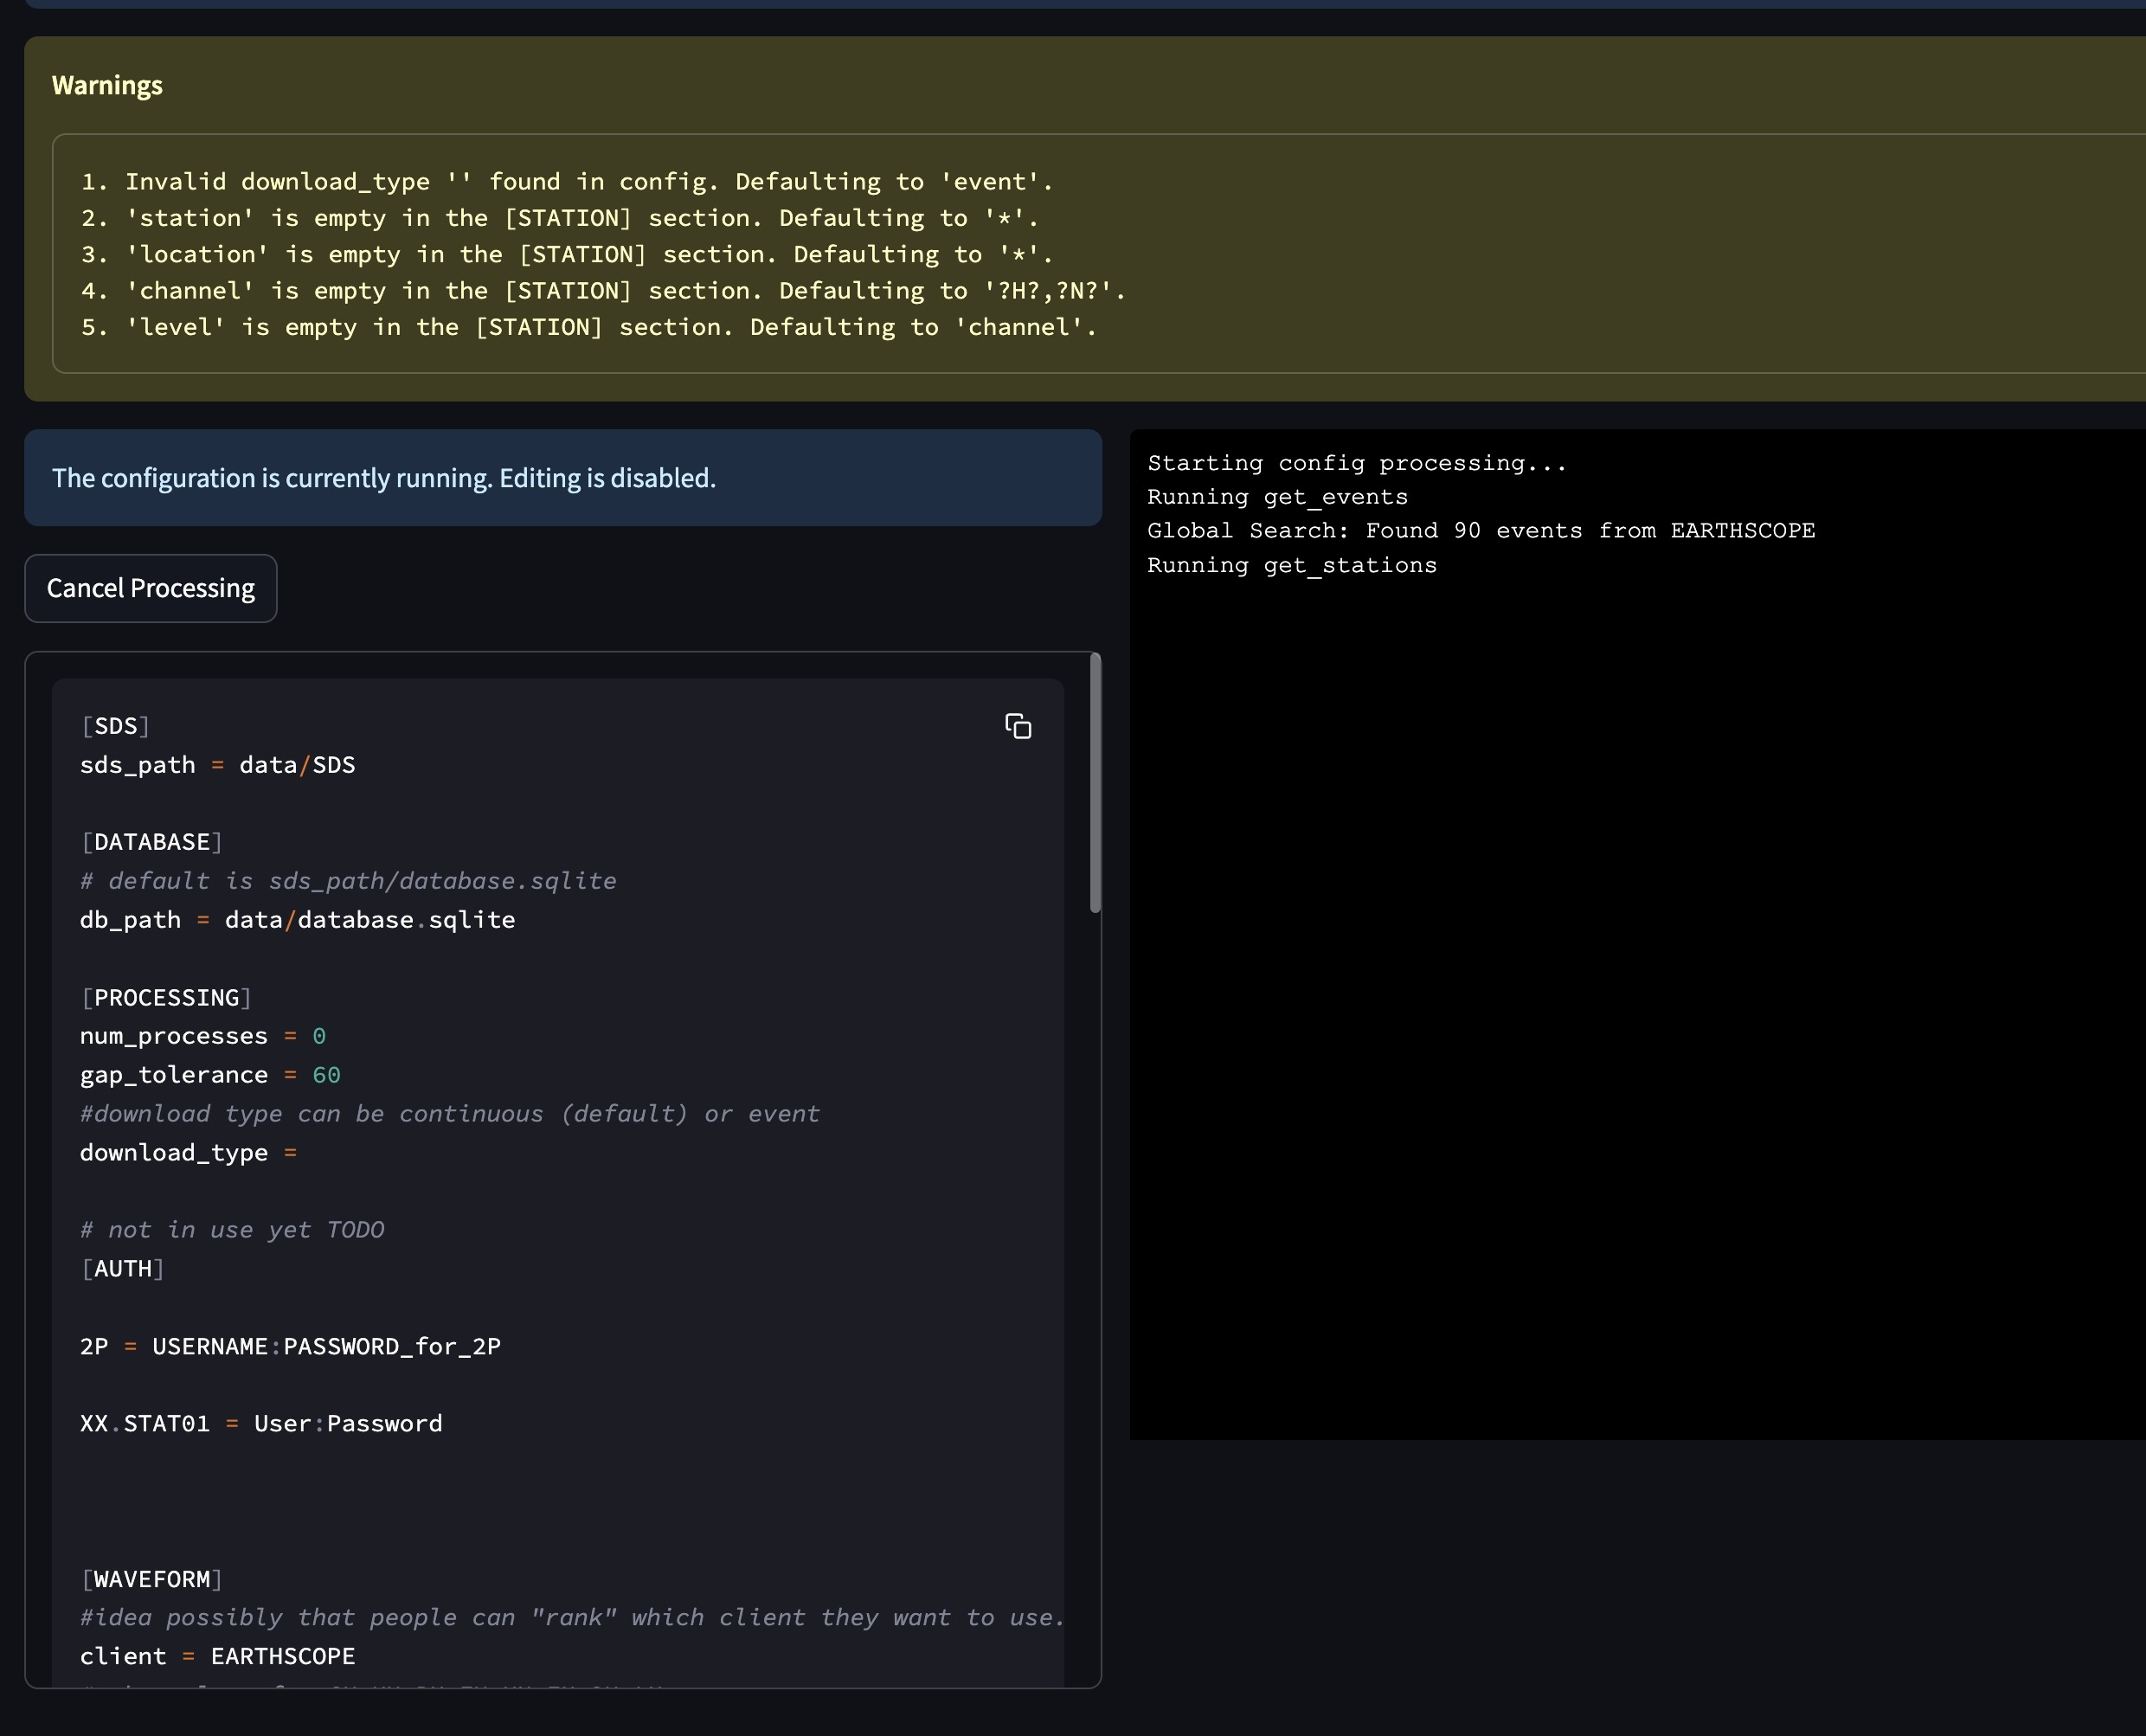 Warnings
1. Invalid download_type '' found in config. Defaulting to 'event'.
2. 'station' is empty in the [STATION] section. Defaulting to '*'.
3. 'location' is empty in the [STATION] section. Defaulting to '*'.
4. 'channel' is empty in the [STATION] section. Defaulting to '?H?,?N?'.
5. 'level' is empty in the [STATION] section. Defaulting to 'channel'.
The configuration is currently running. Editing is disabled.
Cancel Processing
[SDS]
sds_path = data/SDS
[DATABASE]
# default is sds_path/database.sqlite
db_path = data/database.sqlite
[PROCESSING]
num_processes = 0
gap_tolerance = 60
#download type can be continuous (default) or event
download_type =
# not in use yet TODO
[AUTH]
2P = USERNAME:PASSWORD_for_2P
XX.STAT01 = User:Password
[WAVEFORM]
#idea possibly that people can "rank" which client they want to use.
client = EARTHSCOPE
Starting config processing...
Running get_events
Global Search: Found 90 events from EARTHSCOPE
Running get_stations